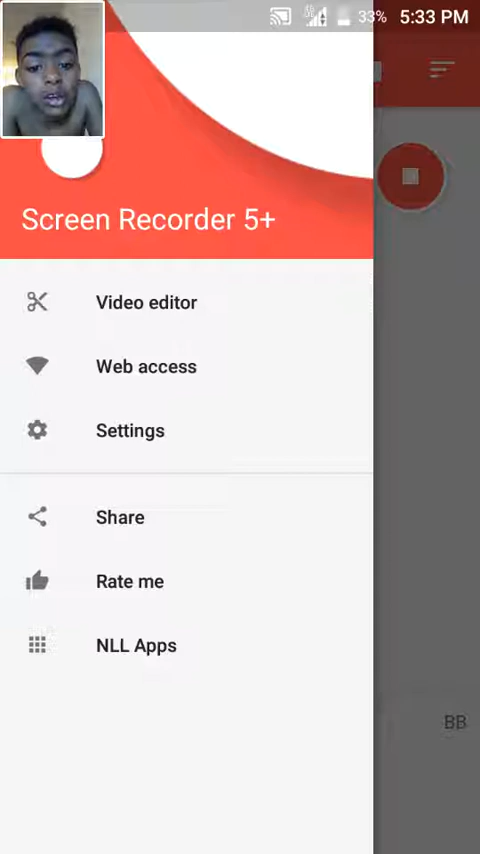 33% 5:33 PM
Screen Recorder 5+
Video editor
Web access
Settings
Share
Rate me
NLL Apps
BB